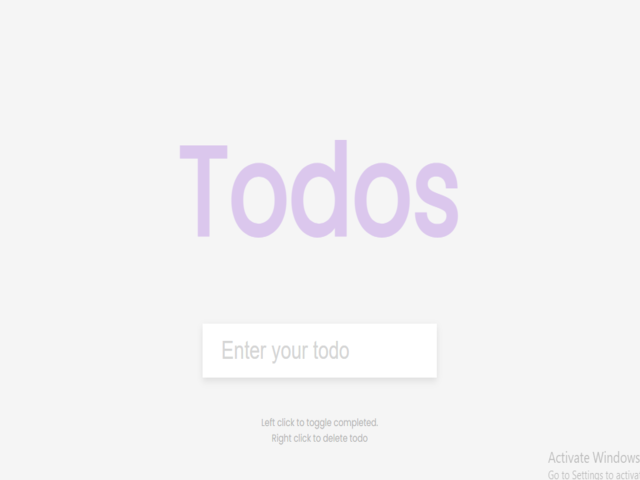 Todos
Enter your todo
Left click to toggle completed.
Right click to delete todo
Activate Windows
Go to Settings to